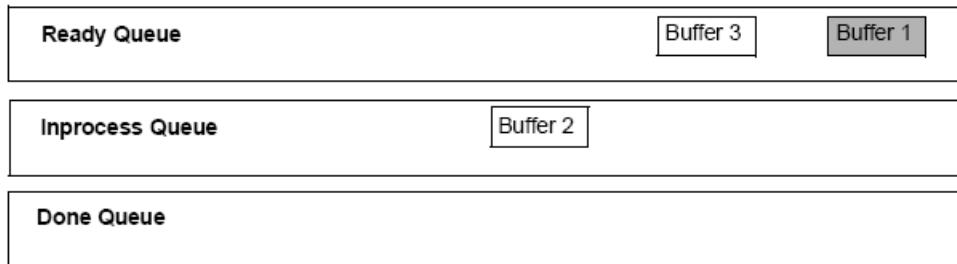 Ready Queue Buffer 3 Buffer 1
Inprocess Queue Buffer 2
Done Queue